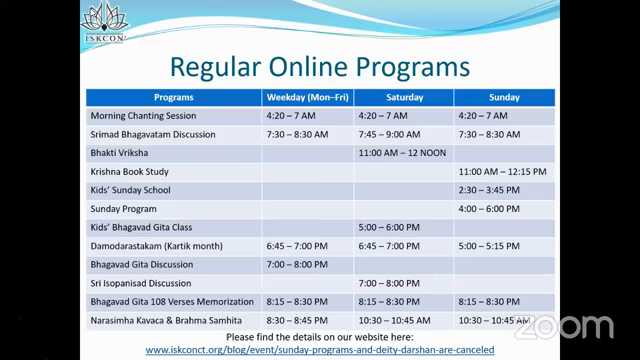 ISKCON
Regular Online Programs
Programs Weekday (Mon–Fri) Saturday Sunday
Morning Chanting Session 4:20 – 7 AM 4:20 – 7 AM 4:20 – 7 AM
Srimad Bhagavatam Discussion 7:30 – 8:30 AM 7:45 – 9:00 AM 7:30 – 8:30 AM
Bhakti Vriksha 11:00 AM – 12 NOON
Krishna Book Study 11:00 AM – 12:15 PM
Kids' Sunday School 2:30 – 3:45 PM
Sunday Program 4:00 – 6:00 PM
Kids' Bhagavad Gita Class 5:00 – 6:00 PM
Damodarastakam (Kartik month) 6:45 – 7:00 PM 6:45 – 7:00 PM 5:00 – 5:15 PM
Bhagavad Gita Discussion 7:00 – 8:00 PM
Sri Isopanisad Discussion 7:00 – 8:00 PM
Bhagavad Gita 108 Verses Memorization 8:15 – 8:30 PM 8:15 – 8:30 PM 8:15 – 8:30 PM
Narasimha Kavaca & Brahma Samhita 8:30 – 8:45 PM 10:30 – 10:45 AM 10:30 – 10:45 AM
zoom
Please find the details on our website here:
www.iskconct.org/blog/event/sunday-programs-and-deity-darshan-are-canceled